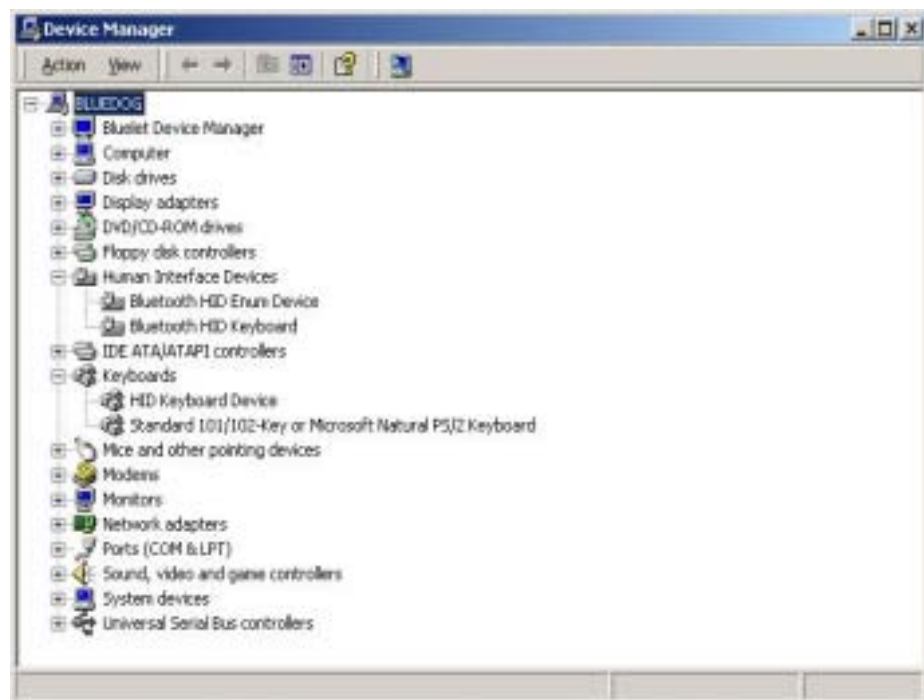 Device Manager
Action View
BLUEDOG
Bluelet Device Manager
Computer
Disk drives
Display adapters
DVD/CD-ROM drives
Floppy disk controllers
Human Interface Devices
Bluetooth HID Enum Device
Bluetooth HID Keyboard
IDE ATA/ATAPI controllers
Keyboards
HID Keyboard Device
Standard 101/102-Key or Microsoft Natural PS/2 Keyboard
Mice and other pointing devices
Modems
Monitors
Network adapters
Ports (COM & LPT)
Sound, video and game controllers
System devices
Universal Serial Bus controllers